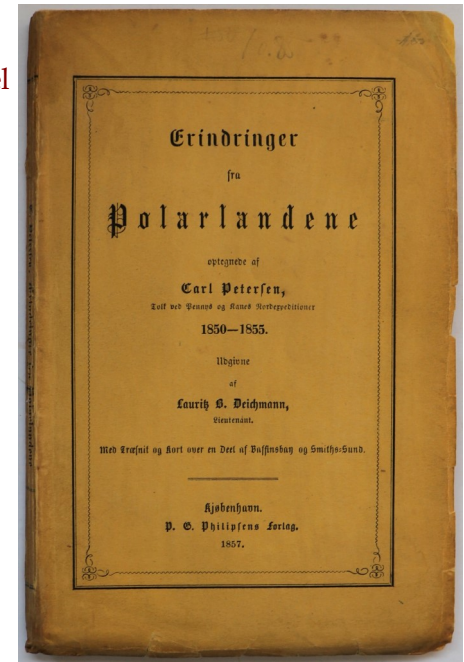 Erindringer
fra
Polarlandene
optegnede af
Carl Petersen,
Tolk ved Pennys og Kanes Nordexpeditioner
1850—1855.
Udgivne
af
Lauritz B. Deichmann,
Lieutenant.
Med Træsnit og Kort over en Deel af Baffinsbay og Smiths-Sund.
Kjøbenhavn.
P. G. Philipsens Forlag.
1857.